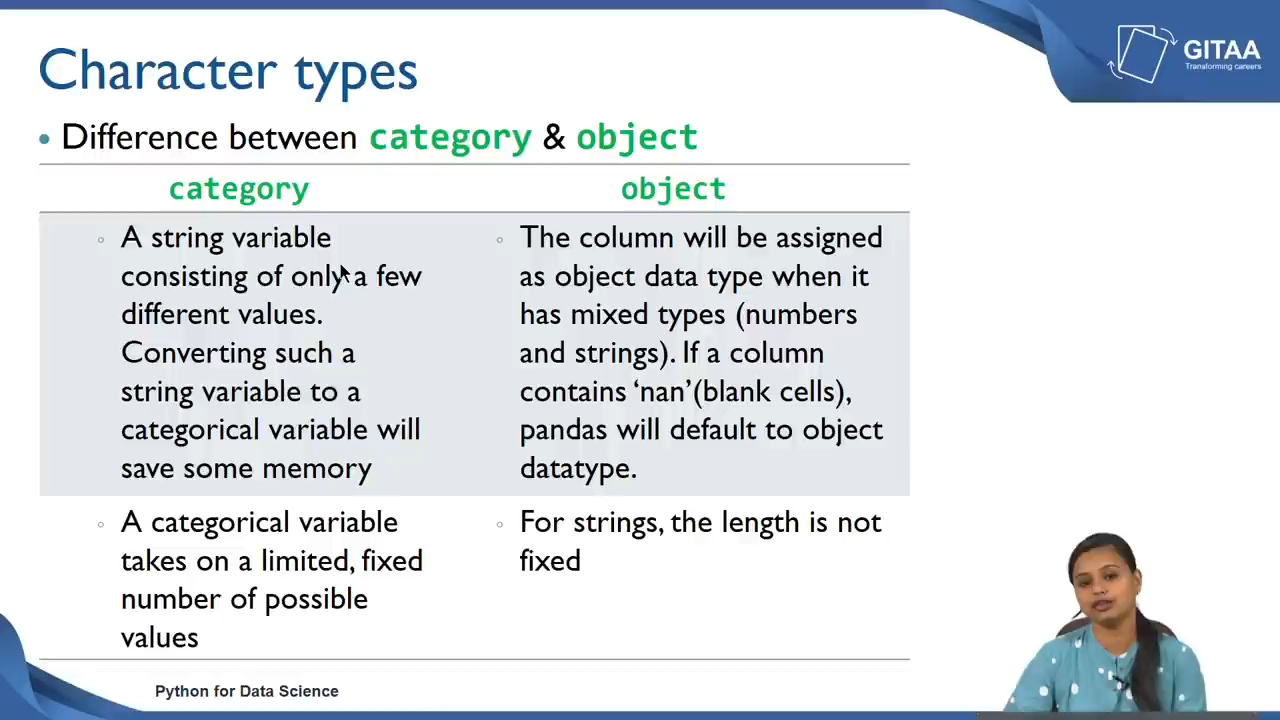 Character types
GITAA
Transforming careers
• Difference between category & object
category
object
◦ A string variable
consisting of only a few
different values.
Converting such a
string variable to a
categorical variable will
save some memory
◦ The column will be assigned
as object data type when it
has mixed types (numbers
and strings). If a column
contains ‘nan’(blank cells),
pandas will default to object
datatype.
◦ A categorical variable
takes on a limited, fixed
number of possible
values
◦ For strings, the length is not
fixed
Python for Data Science